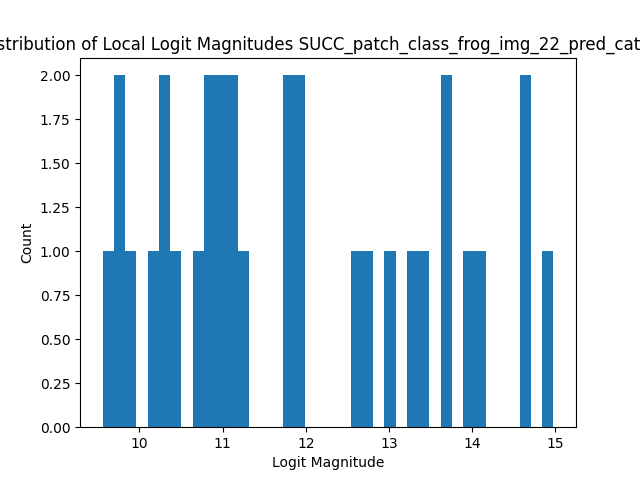 stribution of Local Logit Magnitudes SUCC_patch_class_frog_img_22_pred_cat
2.00
1.75
1.50
1.25
1.00
0.75
0.50
0.25
0.00
Count
10 11 12 13 14 15
Logit Magnitude